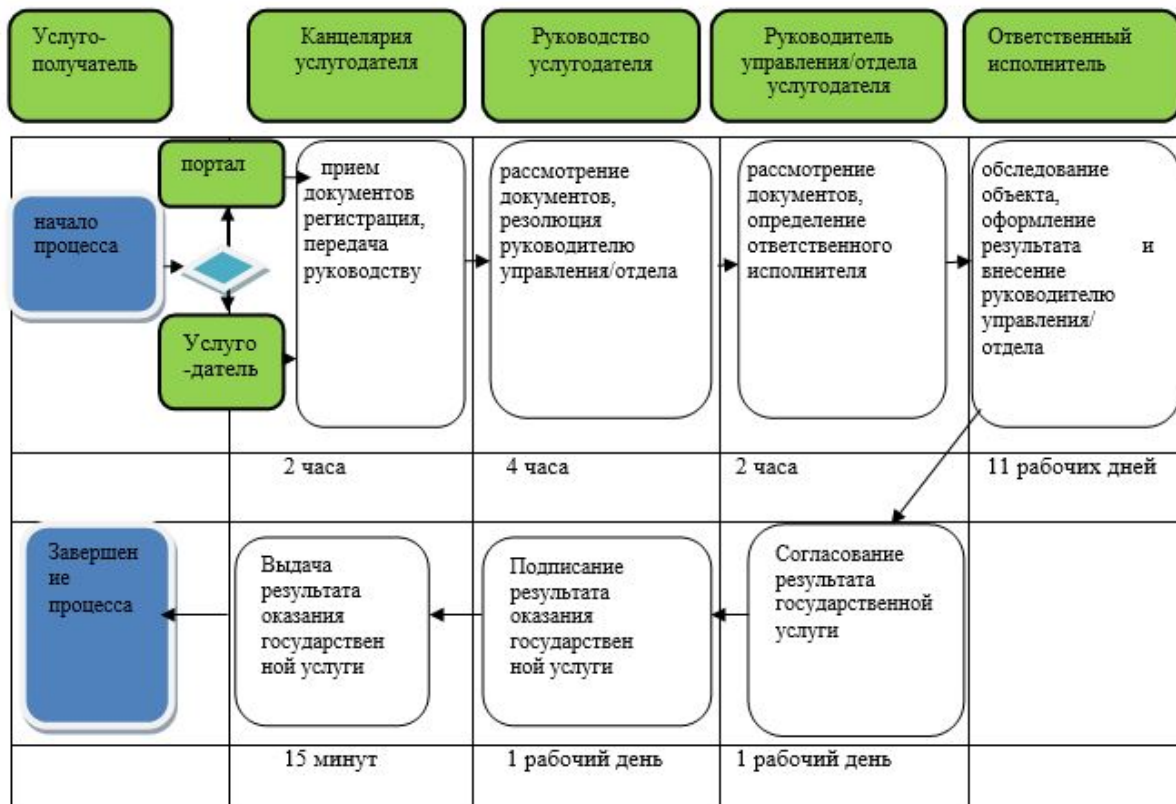 Услуго-
получатель
Канцелярия
услугодателя
Руководство
услугодателя
Руководитель
управления/отдела
услугодателя
Ответственный
исполнитель
начало
процесса
портал
Услуго
-датель
прием
документов
регистрация,
передача
руководству
рассмотрение
документов,
резолюция
руководителю
управления/отдела
рассмотрение
документов,
определение
ответственного
исполнителя
обследование
объекта,
оформление
результата и
внесение
руководителю
управления/
отдела
2 часа
4 часа
2 часа
11 рабочих дней
Завершен
ие
процесса
Выдача
результата
оказания
государствен
ной услуги
Подписание
результата
оказания
государствен
ной услуги
Согласование
результата
государственной
услуги
15 минут
1 рабочий день
1 рабочий день